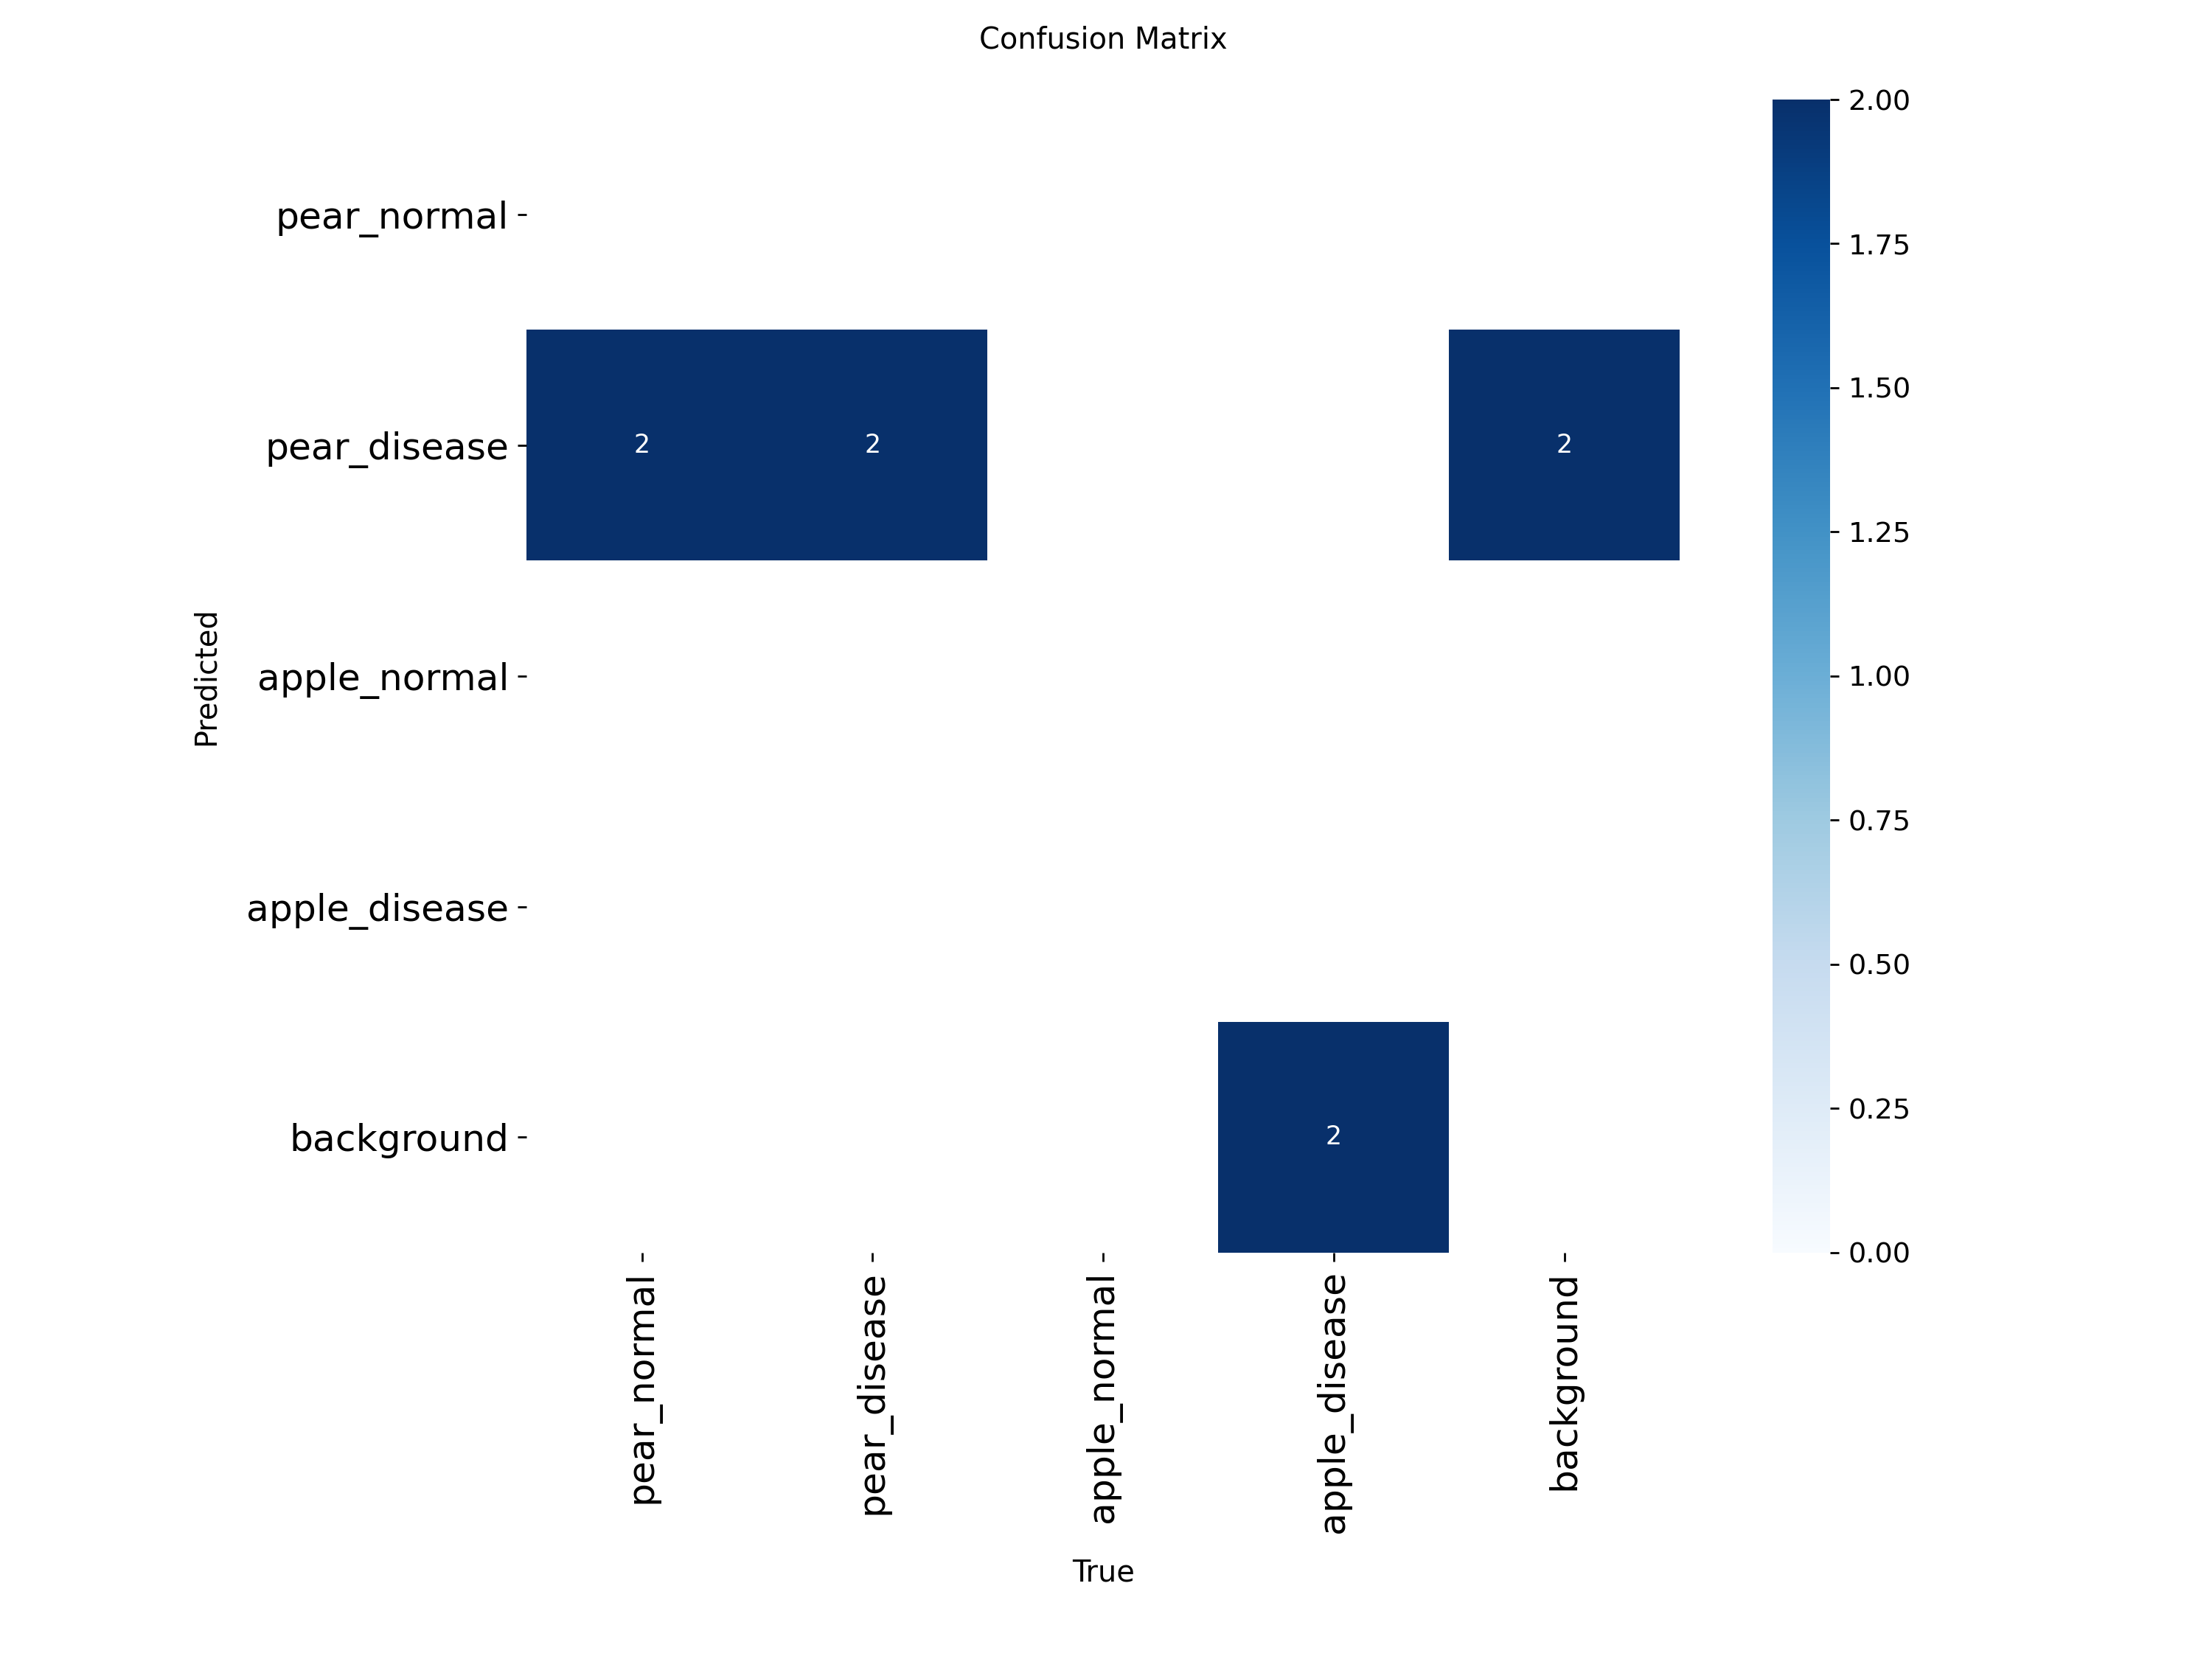 Confusion Matrix
2.00
pear_normal
1.75
1.50
pear_disease
2 2 2
1.25
Predicted
apple_normal
1.00
0.75
apple_disease
0.50
0.25
background
2
0.00
pear_normal
pear_disease
apple_normal
apple_disease
background
True